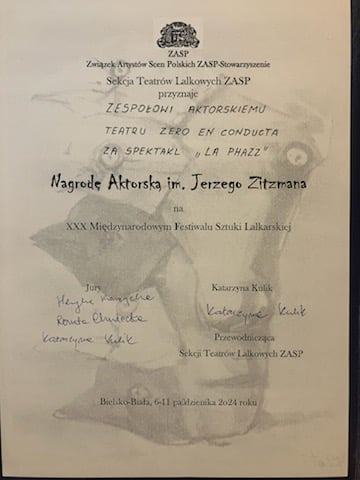 ZASP
Związek Artystów Scen Polskich ZASP-Stowarzyszenie
Sekcja Teatrów Lalkowych ZASP
przyznaje
ZESPOŁOWI AKTORSKIEMU
TEATRU ZERO EN CONDUCTA
ZA SPEKTAKL „LA PHAZZ”
Nagrodę Aktorską im. Jerzego Zitzmana
na
XXX Międzynarodowym Festiwalu Sztuki Lalkarskiej
Jury
Katarzyna Kulik
Renata
Katarzyna Kulik
Katarzyna Kulik
Przewodnicząca
Sekcji Teatrów Lalkowych ZASP
Bielsko-Biała, 6-11 października 2024 roku